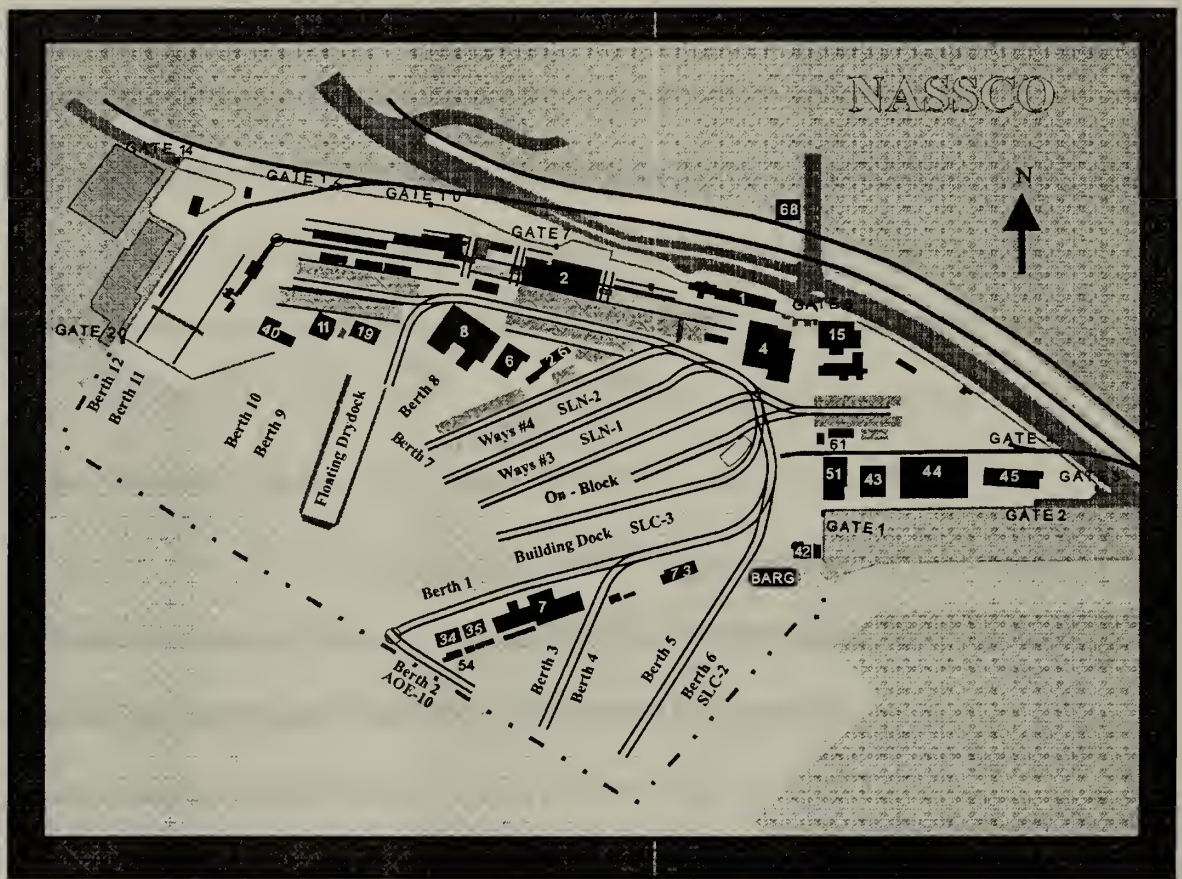 NASSCO
N
GATE 14
GATE 10
GATE 7
68
2
1
15
4
GATE 20
40
11
19
8
6
Berth 12
Berth 11
Berth 10
Berth 9
Floating Drydock
Berth 8
Berth 7
SLN-2
Ways #4
SLN-1
Ways #3
On - Block
SLC-3
Building Dock
61
51
43
44
45
GATE
GATE 1
GATE 2
42
BARG
73
Berth 1
7
34
35
54
Berth 2
AOE-10
Berth 3
Berth 4
Berth 5
Berth 6
SLC-2